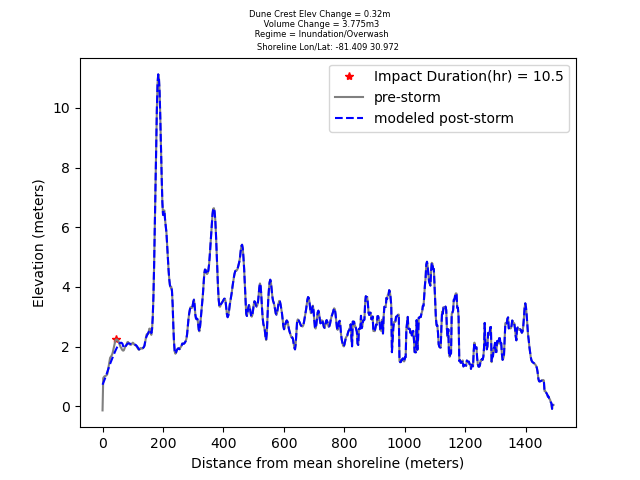 Dune Crest Elev Change = 0.32m
Volume Change = 3.775m3
Regime = Inundation/Overwash
Shoreline Lon/Lat: -81.409 30.972
Impact Duration(hr) = 10.5
pre-storm
modeled post-storm
Elevation (meters)
10
8
6
4
2
0
0 200 400 600 800 1000 1200 1400
Distance from mean shoreline (meters)